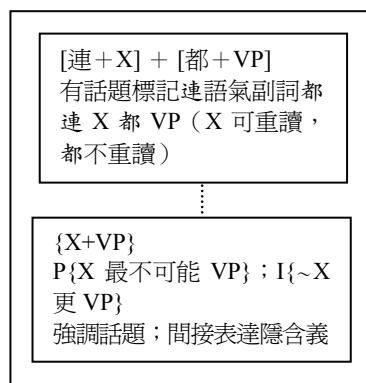 [連＋X] + [都＋VP]
有話題標記連語氣副詞都
連 X 都 VP（X 可重讀，
都不重讀）
{X+VP}
P{X 最不可能 VP}；I{~X
更 VP}
強調話題；間接表達隱含義